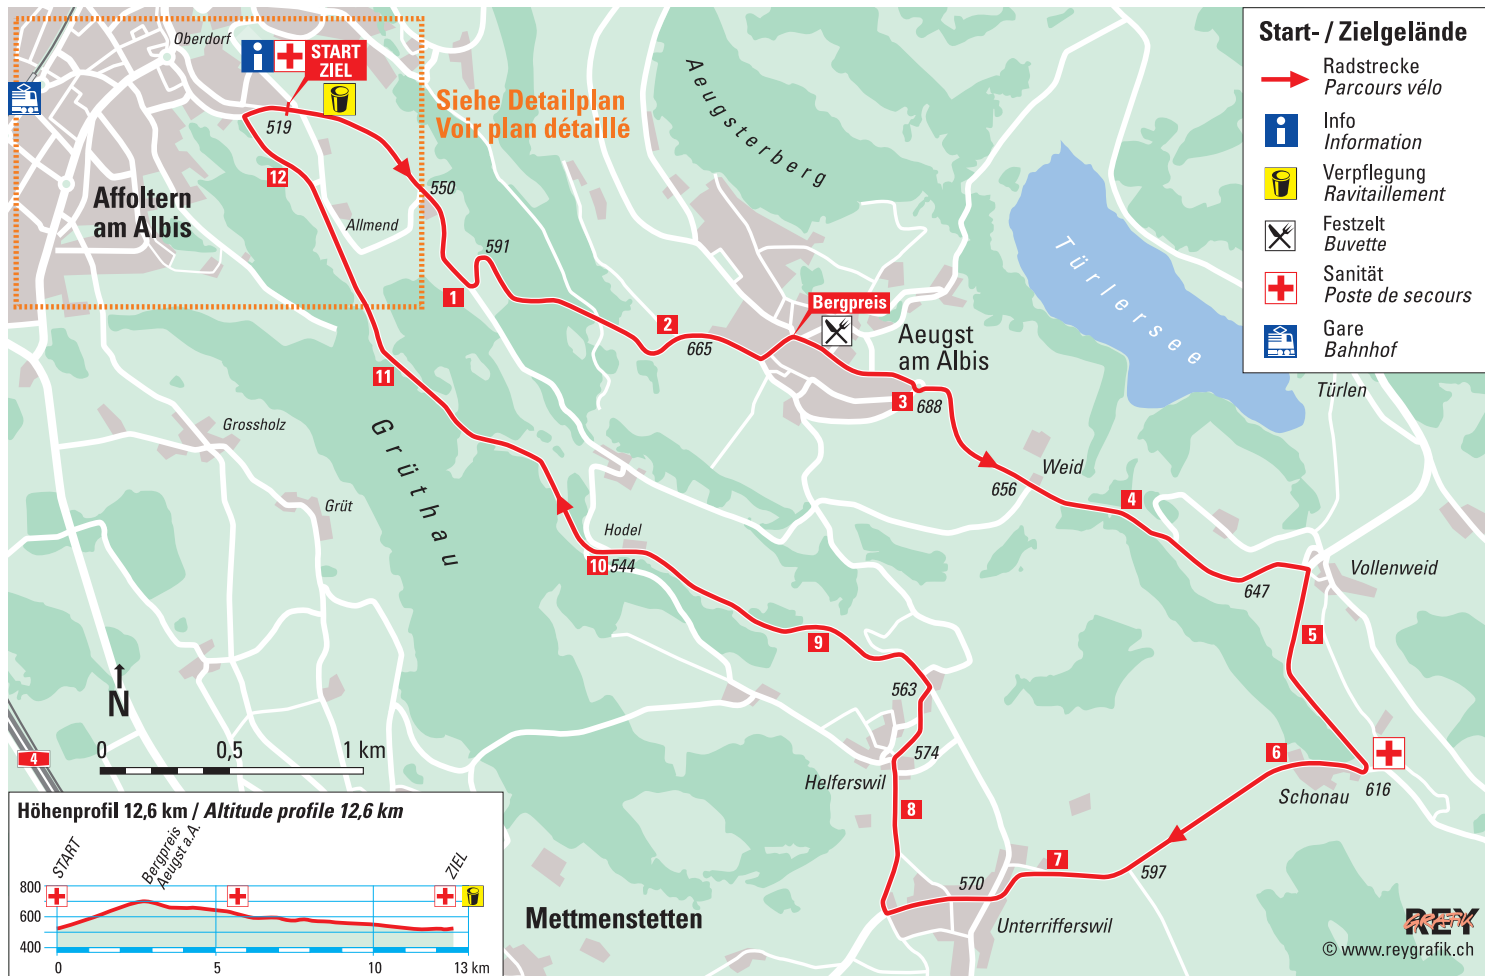 Oberdorf
START
ZIEL
519
Siehe Detailplan
Voir plan détaillé
12
Affoltern
am Albis
Allmend
550
591
1
2
665
Aeugsterberg
Bergpreis
Aeugst
am Albis
3
688
Türlersee
Türlen
Start- / Zielgelände
Radstrecke
Parcours vélo
Info
Information
Verpflegung
Ravitaillement
Festzelt
Buvette
Sanität
Poste de secours
Gare
Bahnhof
11
Grossholz
Grüthau
Grüt
Weid
656
4
Hodel
10
544
Vollenweid
647
5
9
563
574
Helferswil
8
6
Schonau
616
7
597
570
Unterrifferswil
Mettmenstetten
N
0
0,5
1 km
4
Höhenprofil 12,6 km / Altitude profile 12,6 km
START
Bergpreis
Aeugst a.A.
ZIEL
800
600
400
0
5
10
13 km
REY
GRAFIK
© www.reygrafik.ch